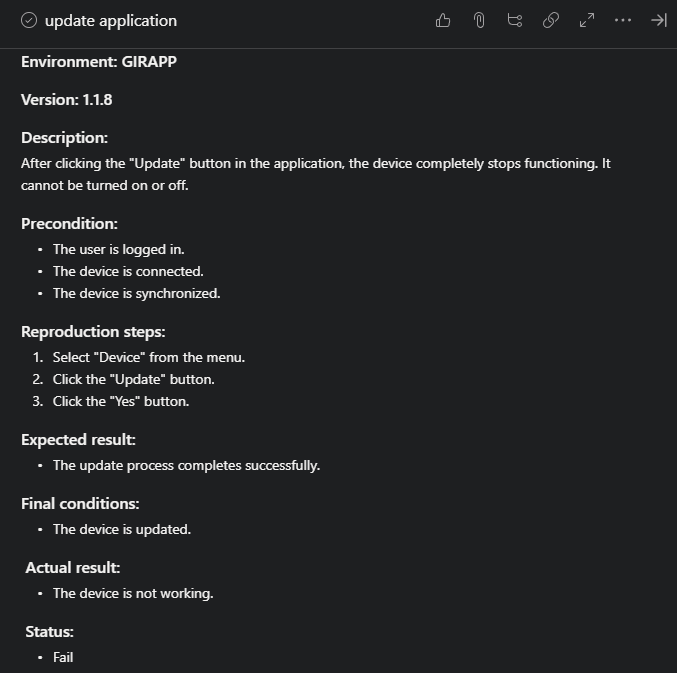 update application
Environment: GIRAPP
Version: 1.1.8
Description:
After clicking the "Update" button in the application, the device completely stops functioning. It
cannot be turned on or off.
Precondition:
• The user is logged in.
• The device is connected.
• The device is synchronized.
Reproduction steps:
1. Select "Device" from the menu.
2. Click the "Update" button.
3. Click the "Yes" button.
Expected result:
• The update process completes successfully.
Final conditions:
• The device is updated.
Actual result:
• The device is not working.
Status:
• Fail